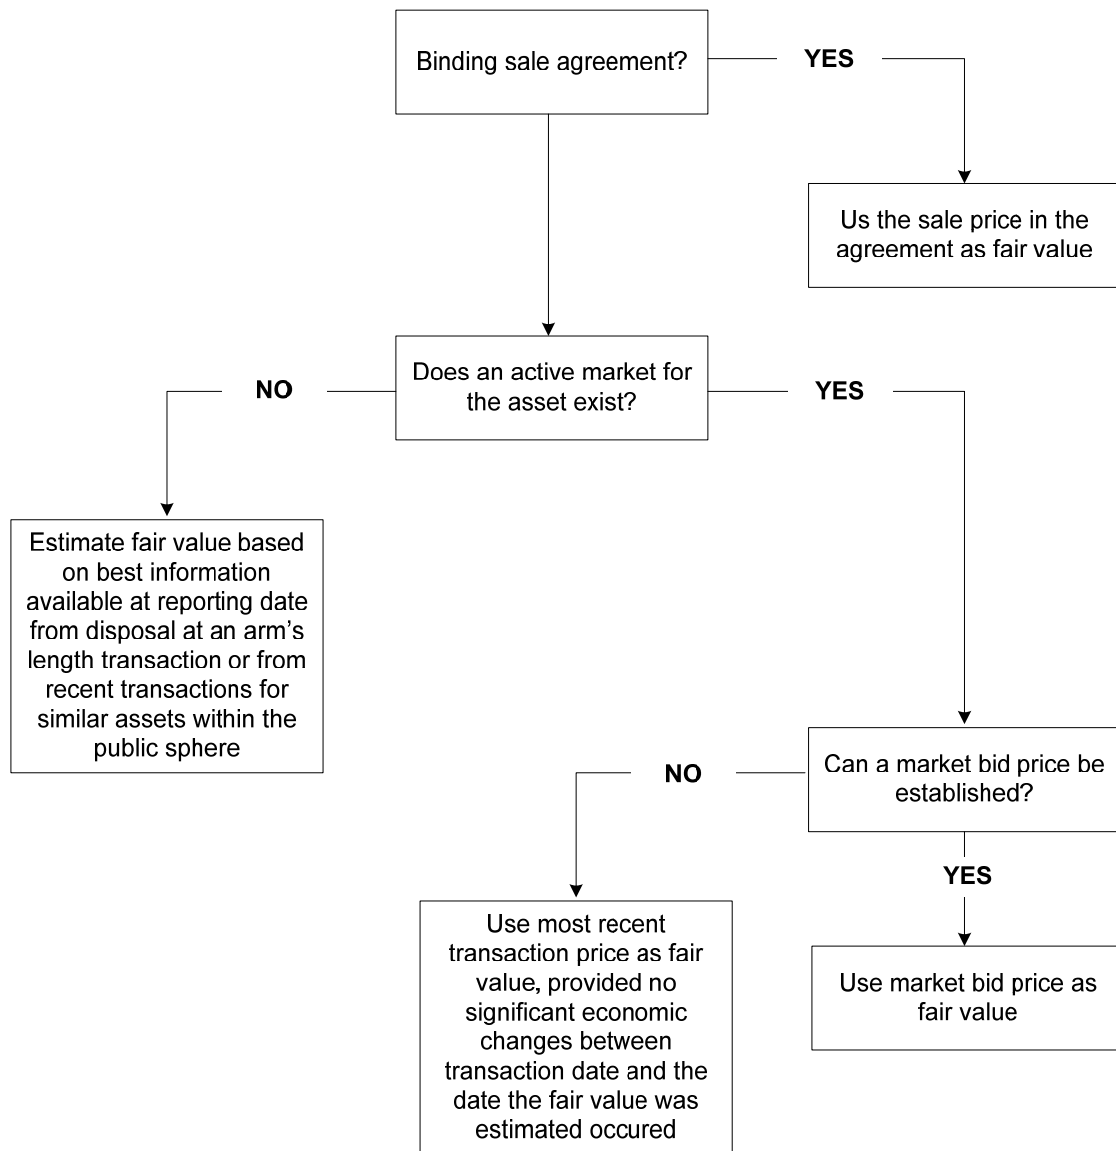 Binding sale agreement?
YES
Us the sale price in the
agreement as fair value
Does an active market for
the asset exist?
NO
YES
Estimate fair value based
on best information
available at reporting date
from disposal at an arm's
length transaction or from
recent transactions for
similar assets within the
public sphere
Can a market bid price be
established?
NO
YES
Use most recent
transaction price as fair
value, provided no
significant economic
changes between
transaction date and the
date the fair value was
estimated occured
Use market bid price as
fair value